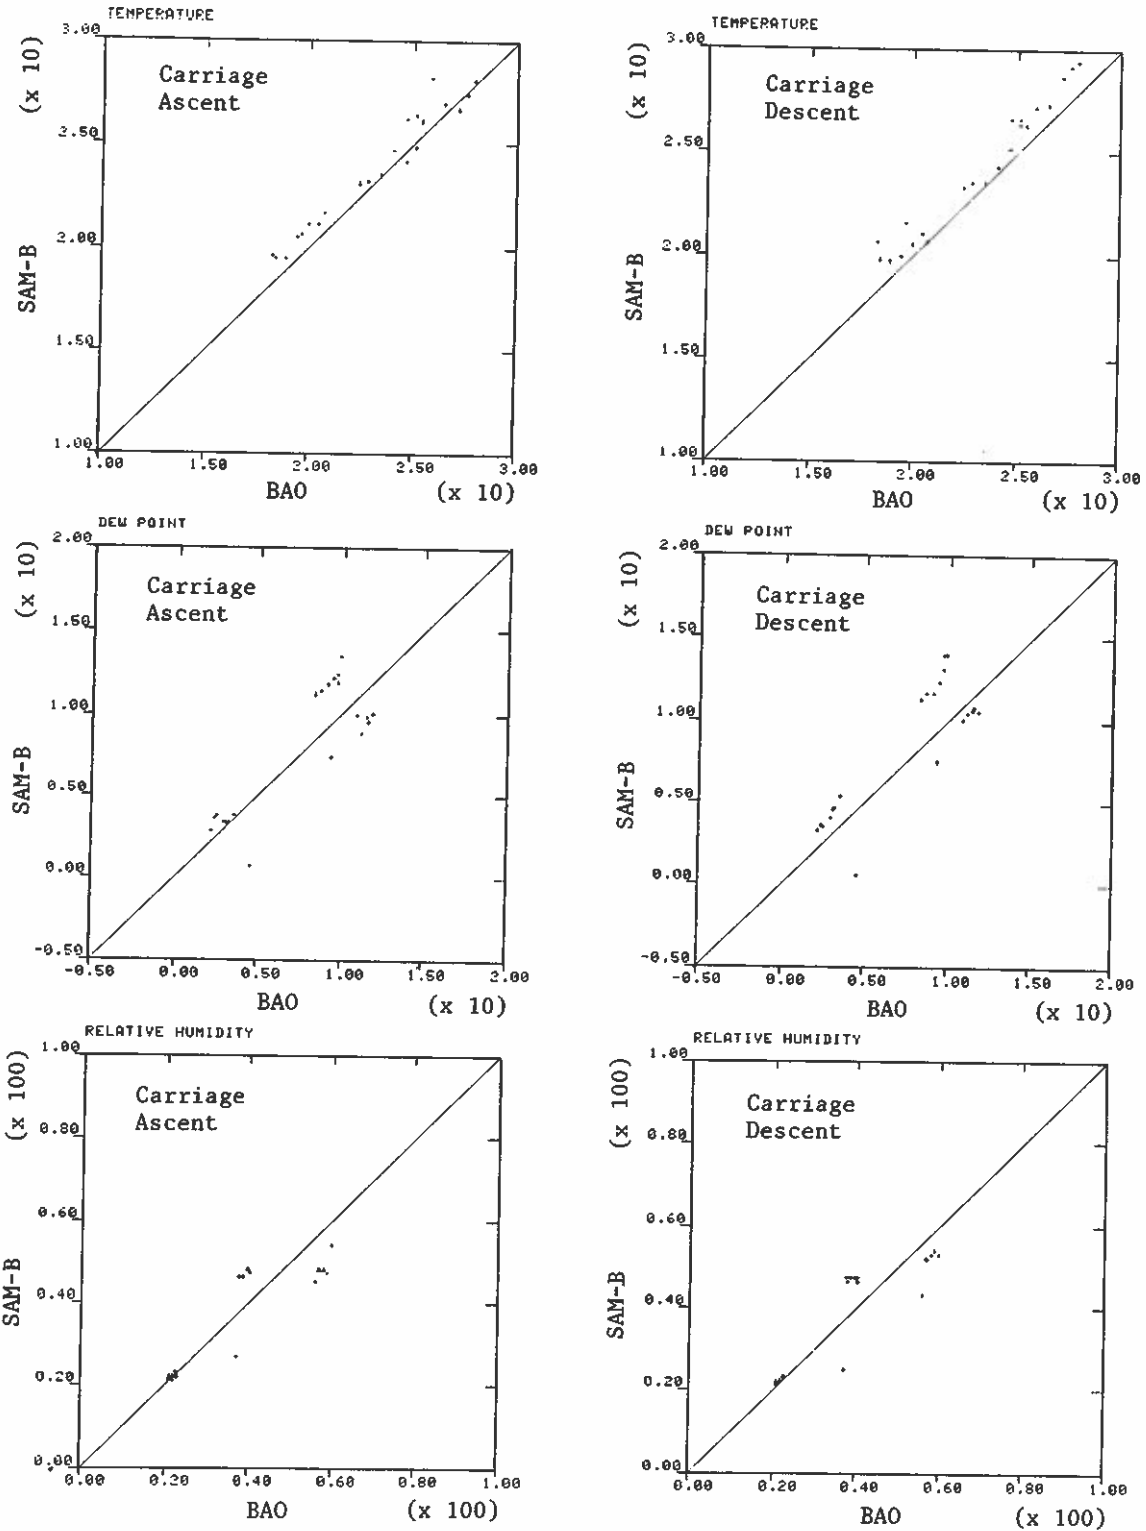 TEMPERATURE
(x 10)
Carriage
Ascent
SAM-B
3.00
2.50
2.00
1.50
1.00
1.00 1.50 2.00 2.50 3.00
BAO (x 10)
TEMPERATURE
(x 10)
Carriage
Descent
SAM-B
3.00
2.50
2.00
1.50
1.00
1.00 1.50 2.00 2.50 3.00
BAO (x 10)
DEW POINT
(x 10)
Carriage
Ascent
SAM-B
2.00
1.50
1.00
0.50
0.00
-0.50
-0.50 0.00 0.50 1.00 1.50 2.00
BAO (x 10)
DEW POINT
(x 10)
Carriage
Descent
SAM-B
2.00
1.50
1.00
0.50
0.00
-0.50
-0.50 0.00 0.50 1.00 1.50 2.00
BAO (x 10)
RELATIVE HUMIDITY
(x 100)
Carriage
Ascent
SAM-B
1.00
0.80
0.60
0.40
0.20
0.00
0.00 0.20 0.40 0.60 0.80 1.00
BAO (x 100)
RELATIVE HUMIDITY
(x 100)
Carriage
Descent
SAM-B
1.00
0.80
0.60
0.40
0.20
0.00
0.00 0.20 0.40 0.60 0.80 1.00
BAO (x 100)